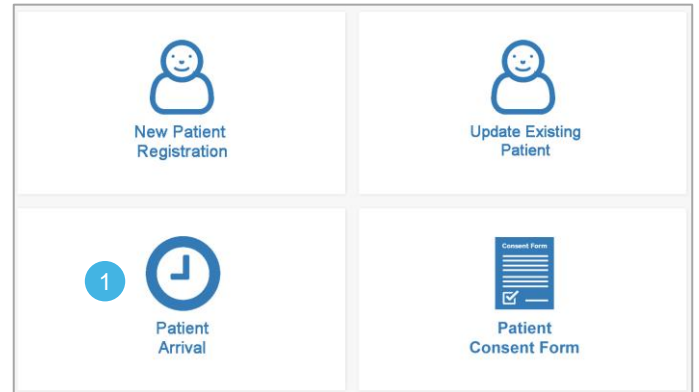 New Patient
Registration
Update Existing
Patient
1
Patient
Arrival
Consent Form
Patient
Consent Form